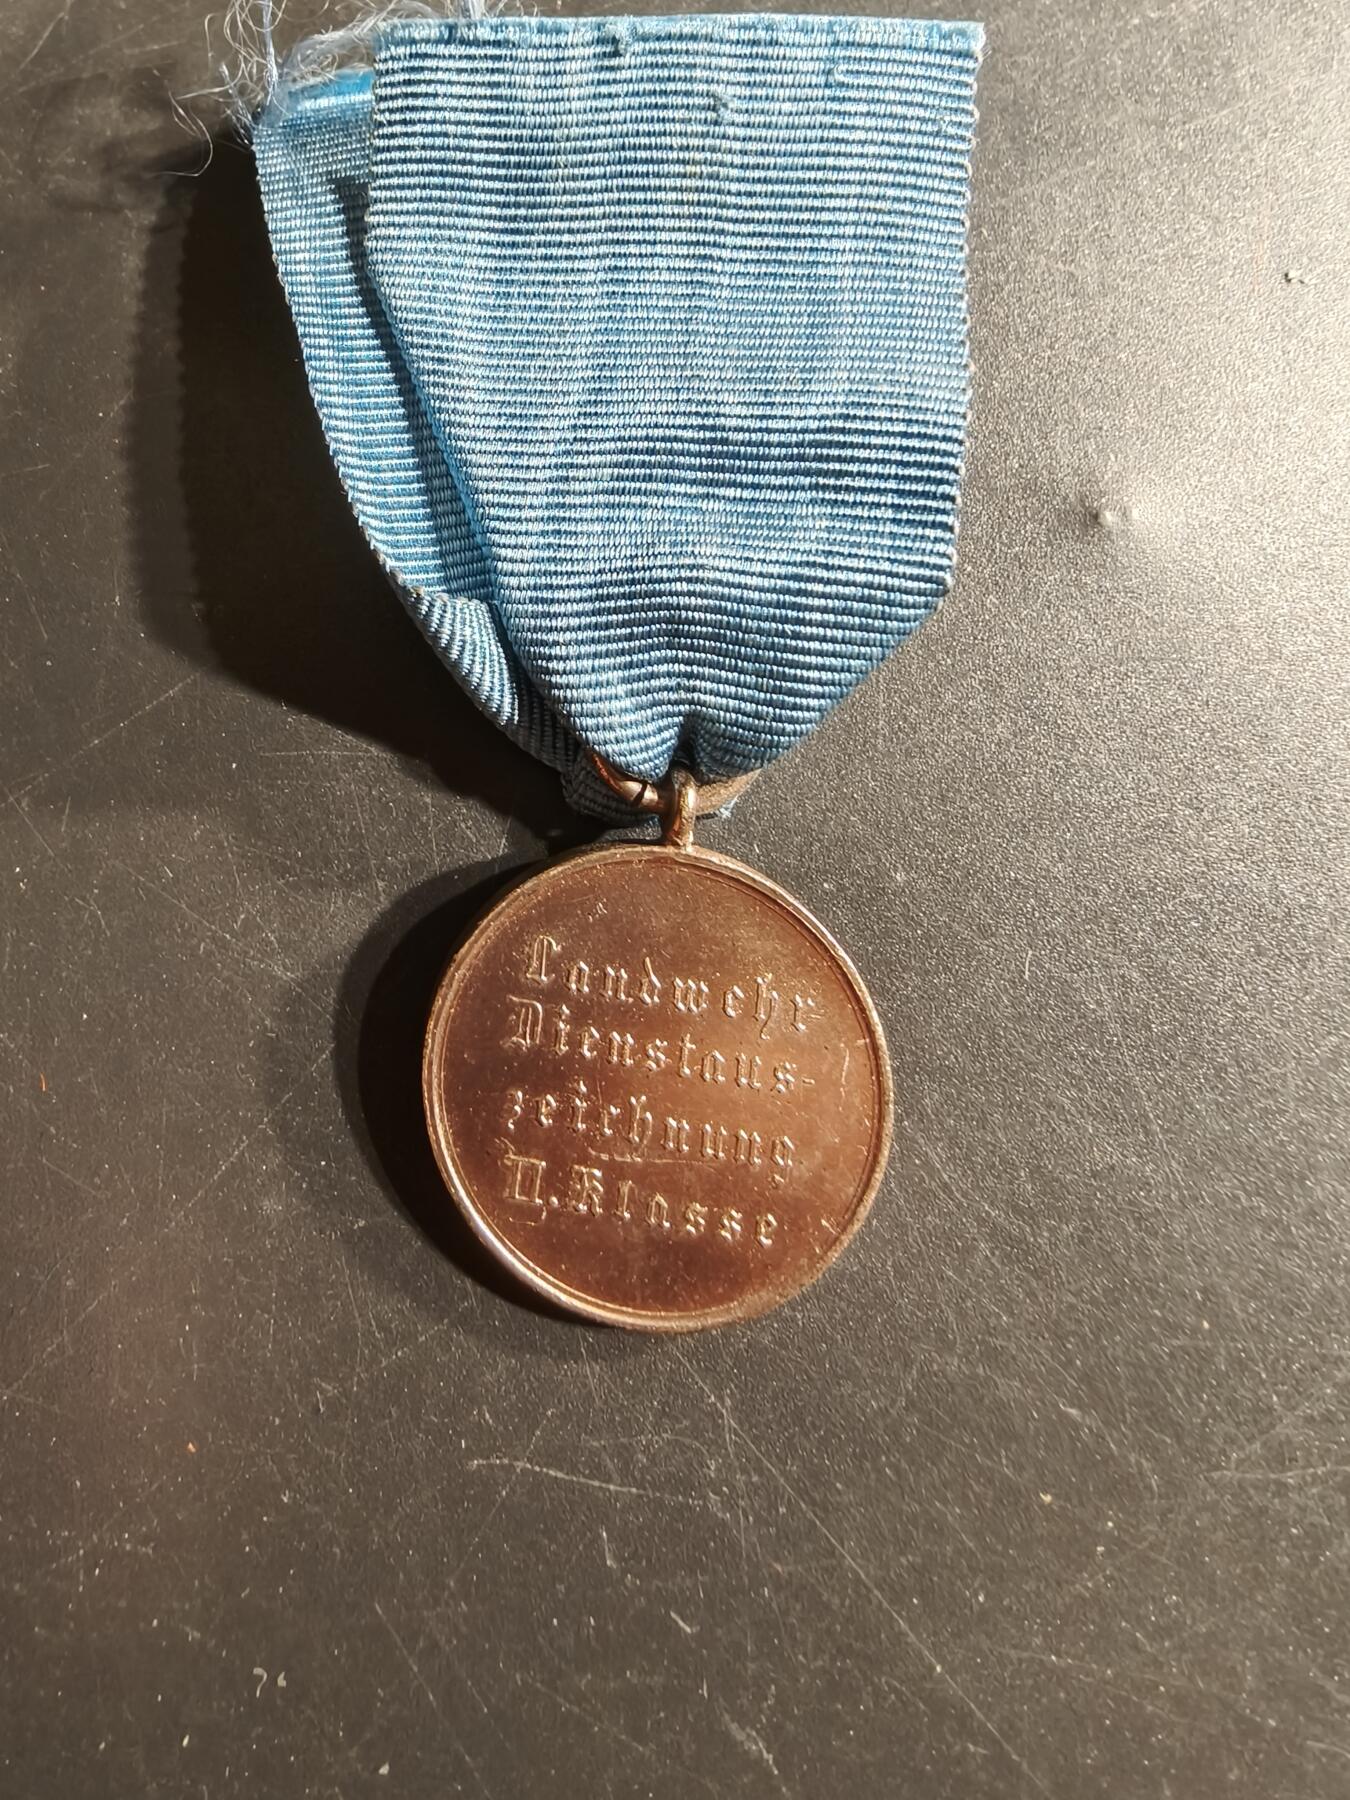 Landwehr
Dienstaus-
zeichnung
II. Klasse